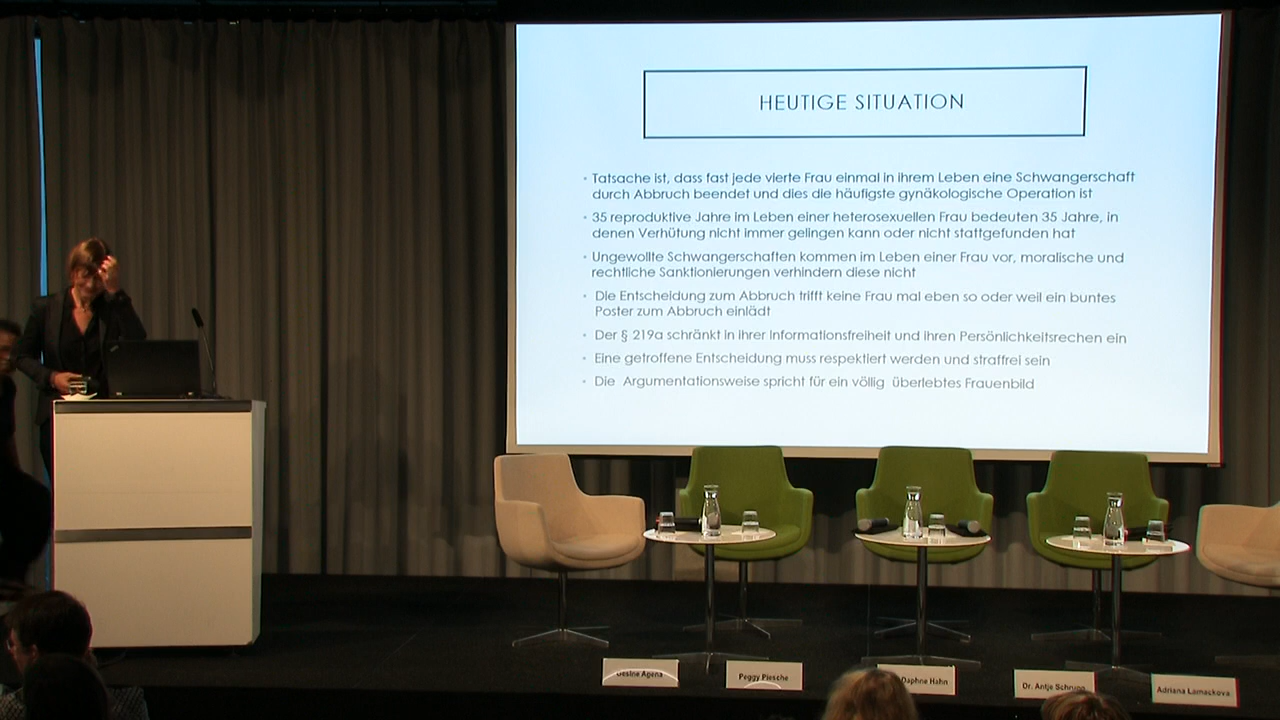 HEUTIGE SITUATION
Tatsache ist, dass fast jede vierte Frau einmal in ihrem Leben eine Schwangerschaft
durch Abbruch beendet und dies die häufigste gynäkologische Operation ist
35 reproduktive Jahre im Leben einer heterosexuellen Frau bedeuten 35 Jahre, in
denen Verhütung nicht immer gelingen kann oder nicht stattgefunden hat
Ungewollte Schwangerschaften kommen im Leben einer Frau vor, moralische und
rechtliche Sanktionierungen verhindern diese nicht
Die Entscheidung zum Abbruch trifft keine Frau mal eben so oder weil ein buntes
Poster zum Abbruch einlädt
Der § 219a schränkt in ihrer Informationsfreiheit und ihren Persönlichkeitsrechen ein
Eine getroffene Entscheidung muss respektiert werden und straffrei sein
Die Argumentationsweise spricht für ein völlig überlebtes Frauenbild
Gesine Agena
Peggy Piesche
Daphne Hahn
Dr. Antje Schrupp
Adriana Lamackova